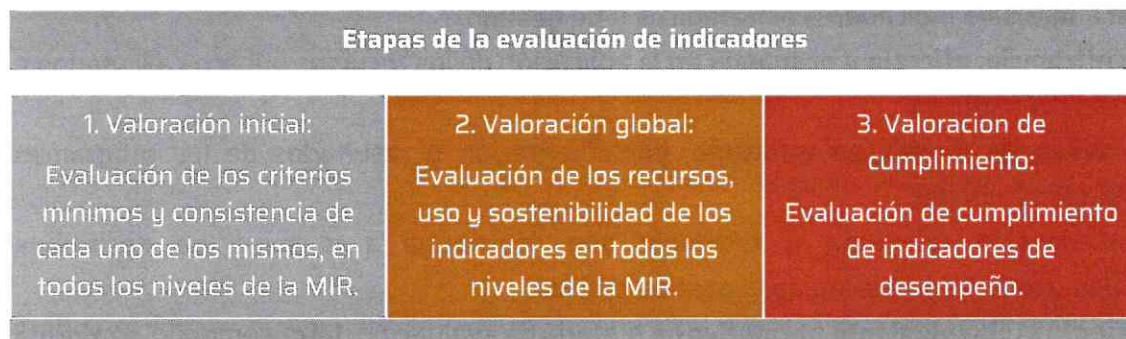 Etapas de la evaluación de indicadores
1. Valoración inicial:
Evaluación de los criterios
mínimos y consistencia de
cada uno de los mismos, en
todos los niveles de la MIR.
2. Valoración global:
Evaluación de los recursos,
uso y sostenibilidad de los
indicadores en todos los
niveles de la MIR.
3. Valoracion de
cumplimiento:
Evaluación de cumplimiento
de indicadores de
desempeño.